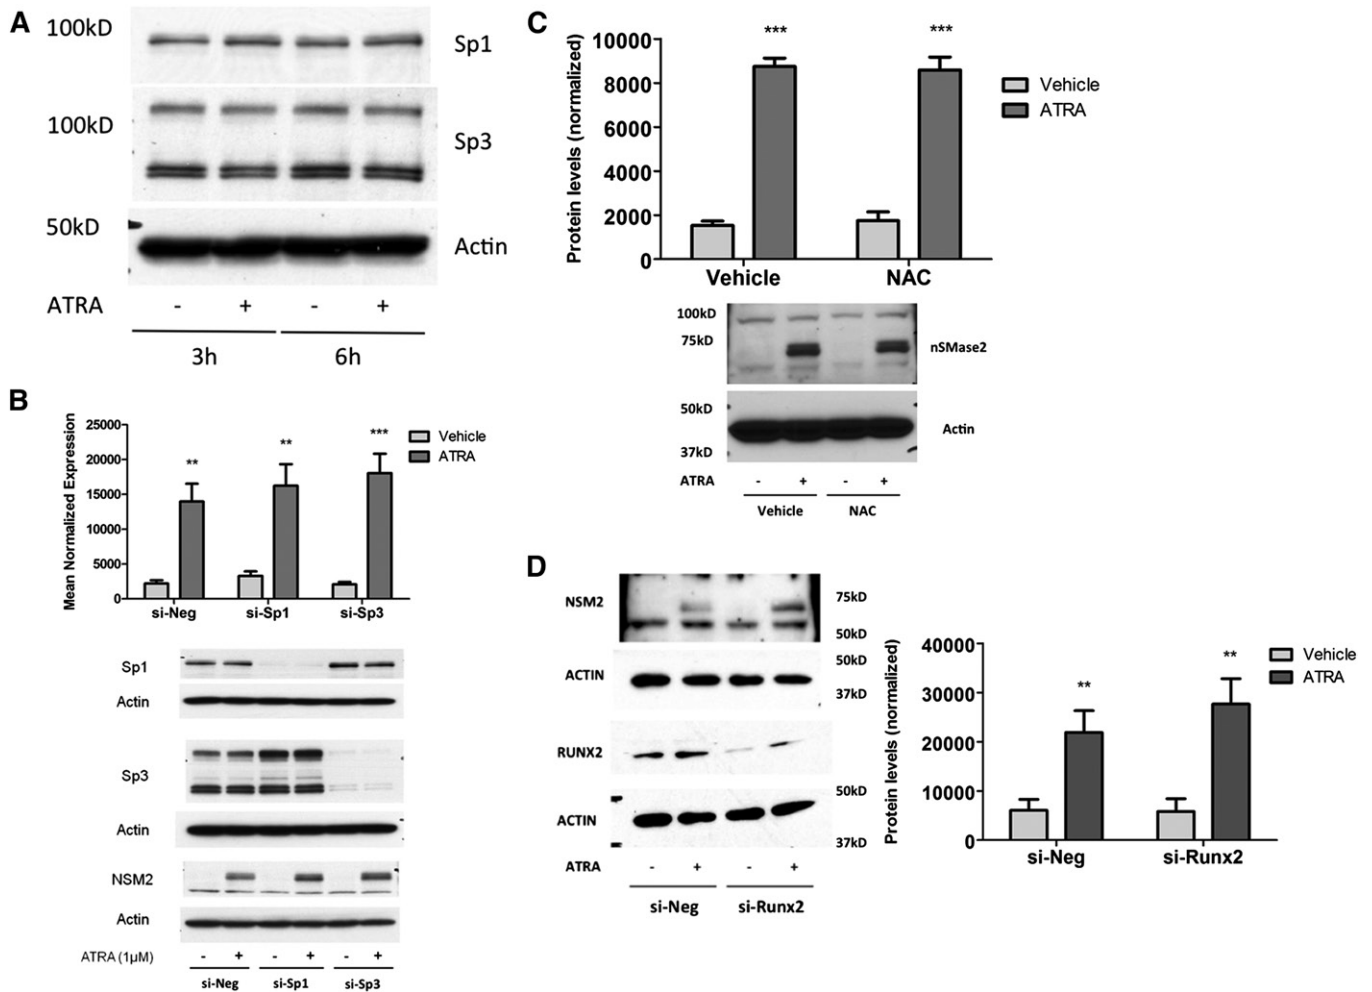 A
100kD
Sp1
100kD
Sp3
50kD
Actin
ATRA - + - +
3h 6h
B
Mean Normalized Expression
25000
20000
15000
10000
5000
0
** ** ***
Vehicle
ATRA
si-Neg si-Sp1 si-Sp3
Sp1
Actin
Sp3
Actin
NSM2
Actin
ATRA (1μM) - + - + - +
si-Neg si-Sp1 si-Sp3
C
Protein levels (normalized)
10000
8000
6000
4000
2000
0
*** ***
Vehicle
ATRA
Vehicle NAC
100kD
75kD
nSMase2
50kD
Actin
37kD
ATRA - + - +
Vehicle NAC
D
NSM2
75kD
50kD
ACTIN
50kD
37kD
RUNX2
ACTIN
50kD
37kD
ATRA - + - +
si-Neg si-Runx2
Protein levels (normalized)
40000
30000
20000
10000
0
** **
Vehicle
ATRA
si-Neg si-Runx2